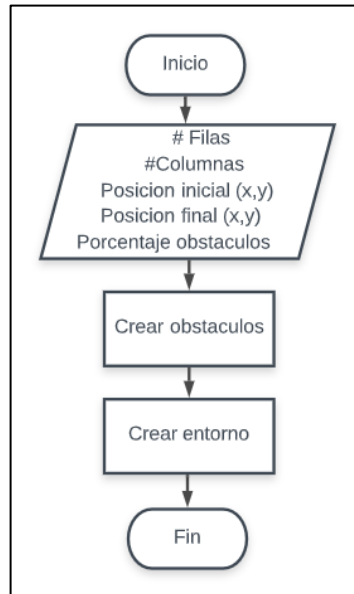 Inicio
# Filas
#Columnas
Posicion inicial (x,y)
Posicion final (x,y)
Porcentaje obstaculos
Crear obstaculos
Crear entorno
Fin